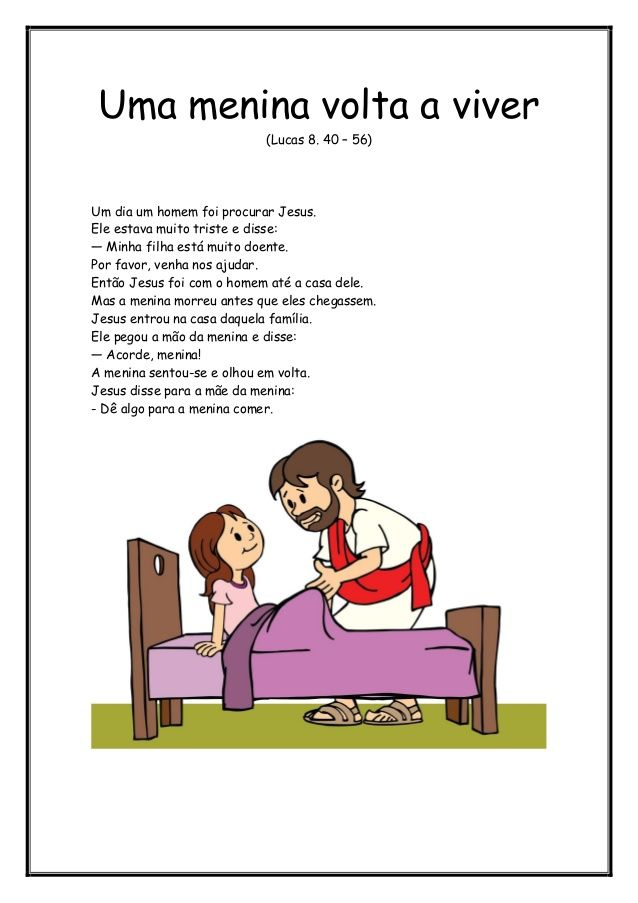 Uma menina volta a viver
(Lucas 8. 40 – 56)
Um dia um homem foi procurar Jesus.
Ele estava muito triste e disse:
— Minha filha está muito doente.
Por favor, venha nos ajudar.
Então Jesus foi com o homem até a casa dele.
Mas a menina morreu antes que eles chegassem.
Jesus entrou na casa daquela família.
Ele pegou a mão da menina e disse:
— Acorde, menina!
A menina sentou-se e olhou em volta.
Jesus disse para a mãe da menina:
- Dê algo para a menina comer.